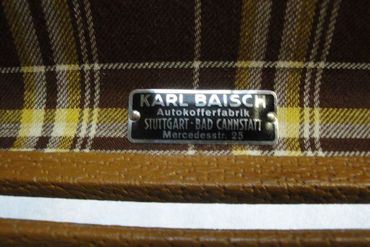 KARL BAISCH
Autokofferfabrik
STUTTGART-BAD CANNSTATT
Mercedesstr. 25